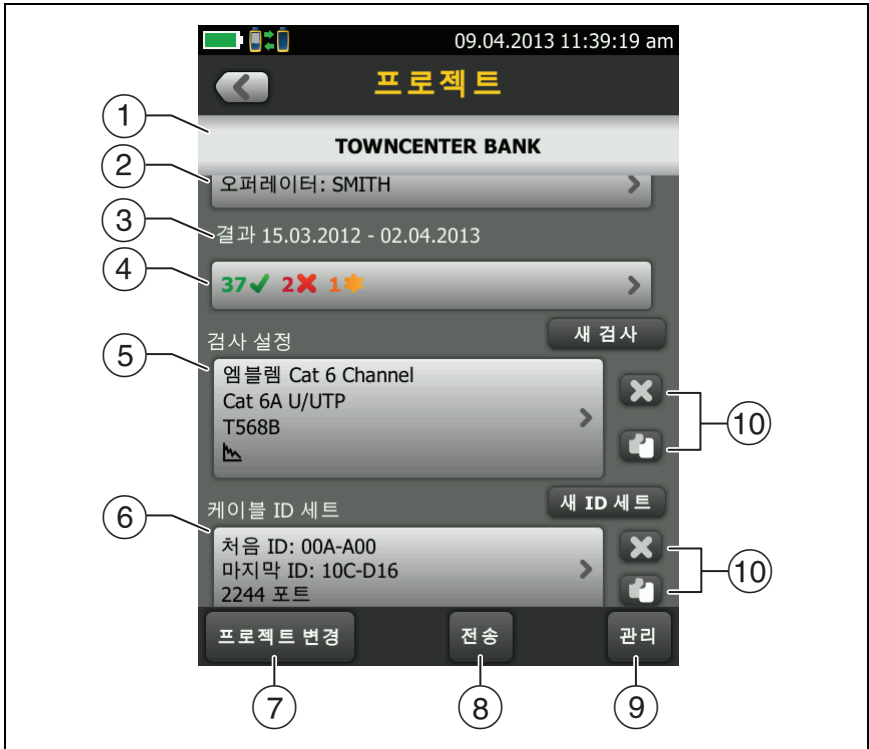 09.04.2013 11:39:19 am
프로젝트
① TOWNCENTER BANK
② 오퍼레이터: SMITH
③ 결과 15.03.2012 - 02.04.2013
④ 37 2 1
검사 설정 새 검사
⑤ 엠블렘 Cat 6 Channel
Cat 6A U/UTP
T568B
⑩
케이블 ID 세트 새 ID 세트
⑥ 처음 ID: 00A-A00
마지막 ID: 10C-D16
2244 포트
⑩
프로젝트 변경 전송 관리
⑦ ⑧ ⑨